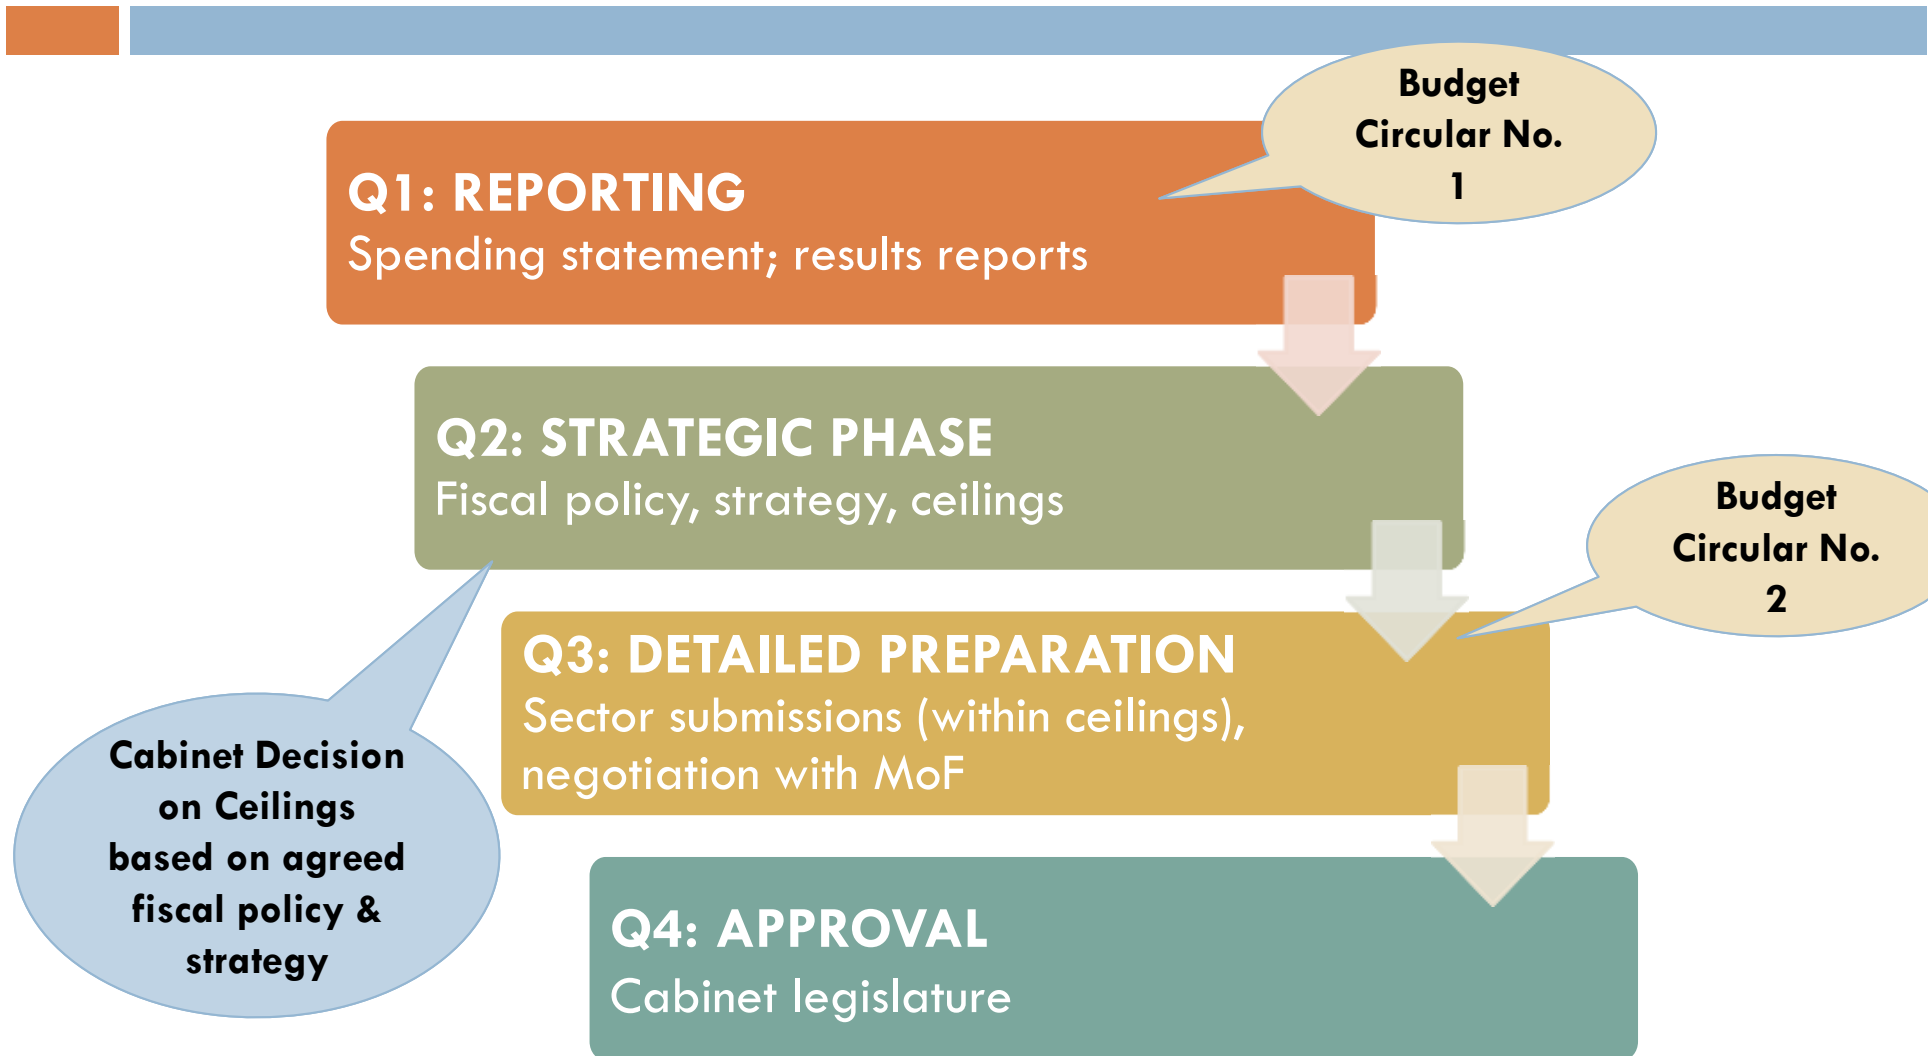 Budget
Circular No.
1
Q1: REPORTING
Spending statement; results reports
Q2: STRATEGIC PHASE
Fiscal policy, strategy, ceilings
Budget
Circular No.
2
Q3: DETAILED PREPARATION
Sector submissions (within ceilings),
negotiation with MoF
Cabinet Decision
on Ceilings
based on agreed
fiscal policy &
strategy
Q4: APPROVAL
Cabinet legislature